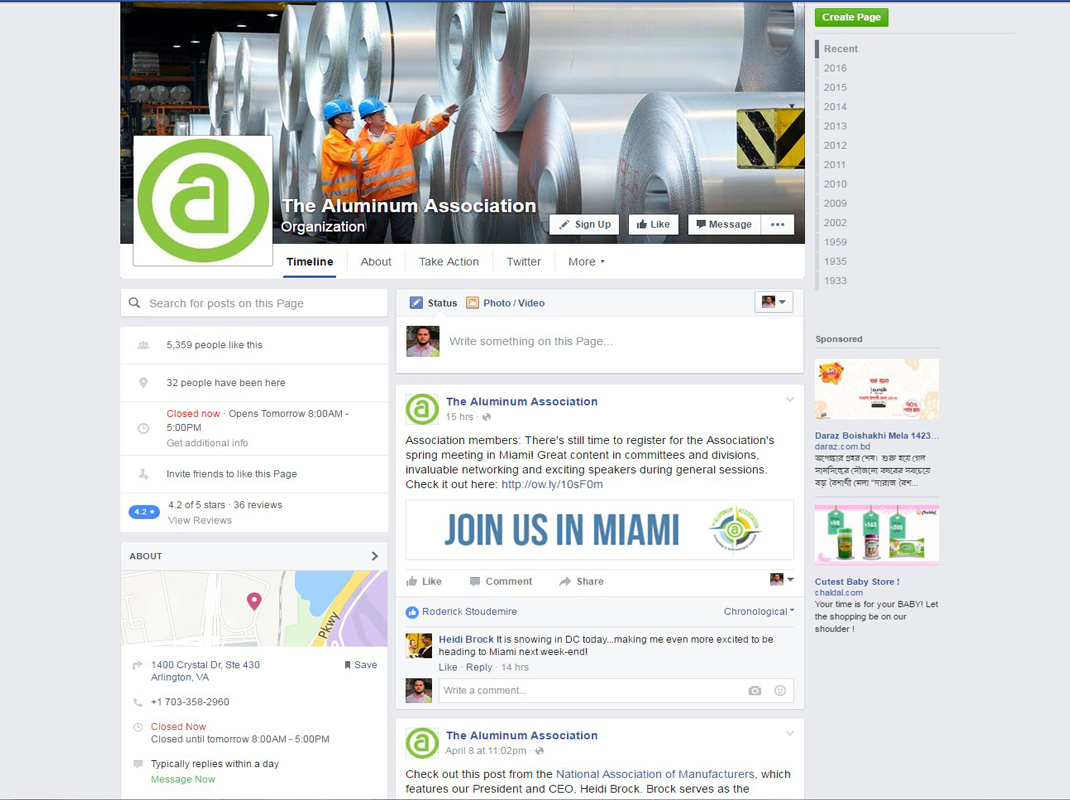 Create Page
Recent
2016
2015
2014
2013
2012
2011
2010
2009
2002
1959
1935
1933
The Aluminum Association
Organization
Sign Up
Like
Message
Timeline
About
Take Action
Twitter
More
Search for posts on this Page
5,359 people like this
32 people have been here
Closed now · Opens Tomorrow 8:00AM -
5:00PM
Get additional info
Invite friends to like this Page
4.2 ★
4.2 of 5 stars · 36 reviews
View Reviews
ABOUT
Pkwy
1400 Crystal Dr, Ste 430
Arlington, VA
Save
+1 703-358-2960
Closed Now
Closed until tomorrow 8:00AM - 5:00PM
Typically replies within a day
Message Now
Status
Photo / Video
Write something on this Page...
The Aluminum Association
15 hrs ·
Association members: There's still time to register for the Association's
spring meeting in Miami! Great content in committees and divisions,
invaluable networking and exciting speakers during general sessions.
Check it out here: http://ow.ly/10sF0m
JOIN US IN MIAMI
ALUMINUM ASSOCIATION
Like
Comment
Share
Roderick Stoudemire
Chronological
Heidi Brock It is snowing in DC today...making me even more excited to be
heading to Miami next week-end!
Like · Reply · 14 hrs
Write a comment...
The Aluminum Association
April 8 at 11:02pm ·
Check out this post from the National Association of Manufacturers, which
features our President and CEO, Heidi Brock. Brock serves as the
Sponsored
শুরু হলো
sunsilk
Daraz Boishakhi Mela 1423...
daraz.com.bd
অপেক্ষার প্রহর শেষ। শুরু হয়ে গেল
সানসিল্কের সৌজন্যে বছরের সবচেয়ে
বড় বৈশাখী মেলা "দারাজ বৈশ...
Chaldal
Cutest Baby Store !
chaldal.com
Your time is for your BABY! Let
the shopping be on our
shoulder !